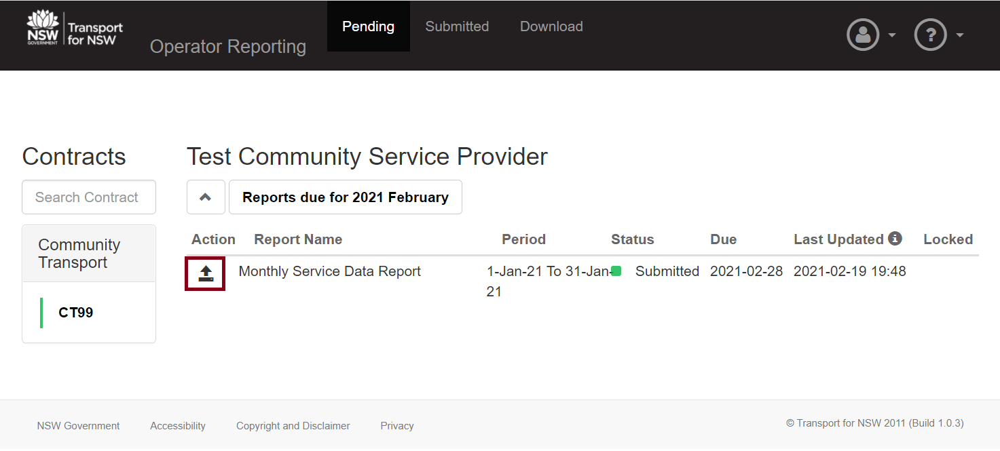 NSW
GOVERNMENT
Transport
for NSW
Operator Reporting
Pending
Submitted
Download
?
Contracts
Search Contract
Community
Transport
CT99
Test Community Service Provider
Reports due for 2021 February
Action Report Name Period Status Due Last Updated Locked
Monthly Service Data Report 1-Jan-21 To 31-Jan- Submitted 2021-02-28 2021-02-19 19:48
21
NSW Government Accessibility Copyright and Disclaimer Privacy
© Transport for NSW 2011 (Build 1.0.3)